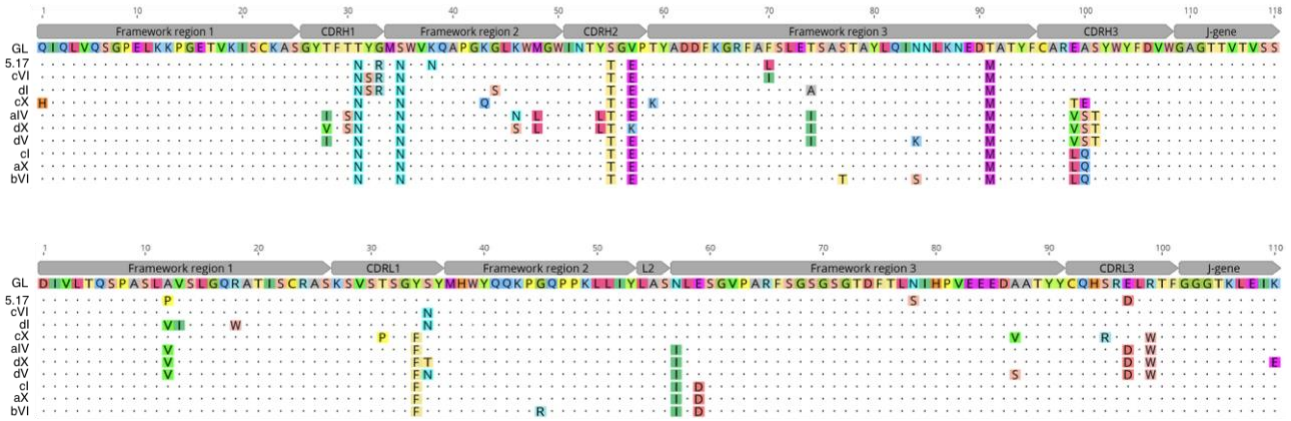 1 10 20 30 40 50 60 70 80 90 100 110 118
Framework region 1 CDRH1 Framework region 2 CDRH2 Framework region 3 CDRH3 J-gene
GL QIQLVQSGPELKKPGETVKISCKASGYTFTTYGMSWVKQAPGKGLKWMGWINTYSGVPTYADDFKGRFAFSLETSASTAYLQINNLKNEDTATYFCAREASYWYFDVWGAGTTVTVSS
5.17 N R N N T E L M
cVI N S R N T E I M
dI N S R N S T E A M
cX H N N Q T E K M T E
aIV I S N N N L L T E I M V S T
dX V S N N S L L T K I M V S T
dV I N N T E I K M V S T
cI N N T E M L Q
aX N N T E M L Q
bVI N N T E T S M L Q
1 10 20 30 40 50 60 70 80 90 100 110
Framework region 1 CDRL1 Framework region 2 L2 Framework region 3 CDRL3 J-gene
GL DIVLTQSPASLAVSLGQRATISCRASKSVSTSGYSYMHWYQQKPGQPPKLLIYLASNLESGVPARFSGSGSGTDFTLNIHPVEEEDAATYYCQHSRELRTFGGGTKLEIK
5.17 P S D
cVI N
dI V I W N
cX P F V R W
aIV V F I D W
dX V F T I D W E
dV V F N I S D W
cI F I D
aX F I D
bVI F R I D